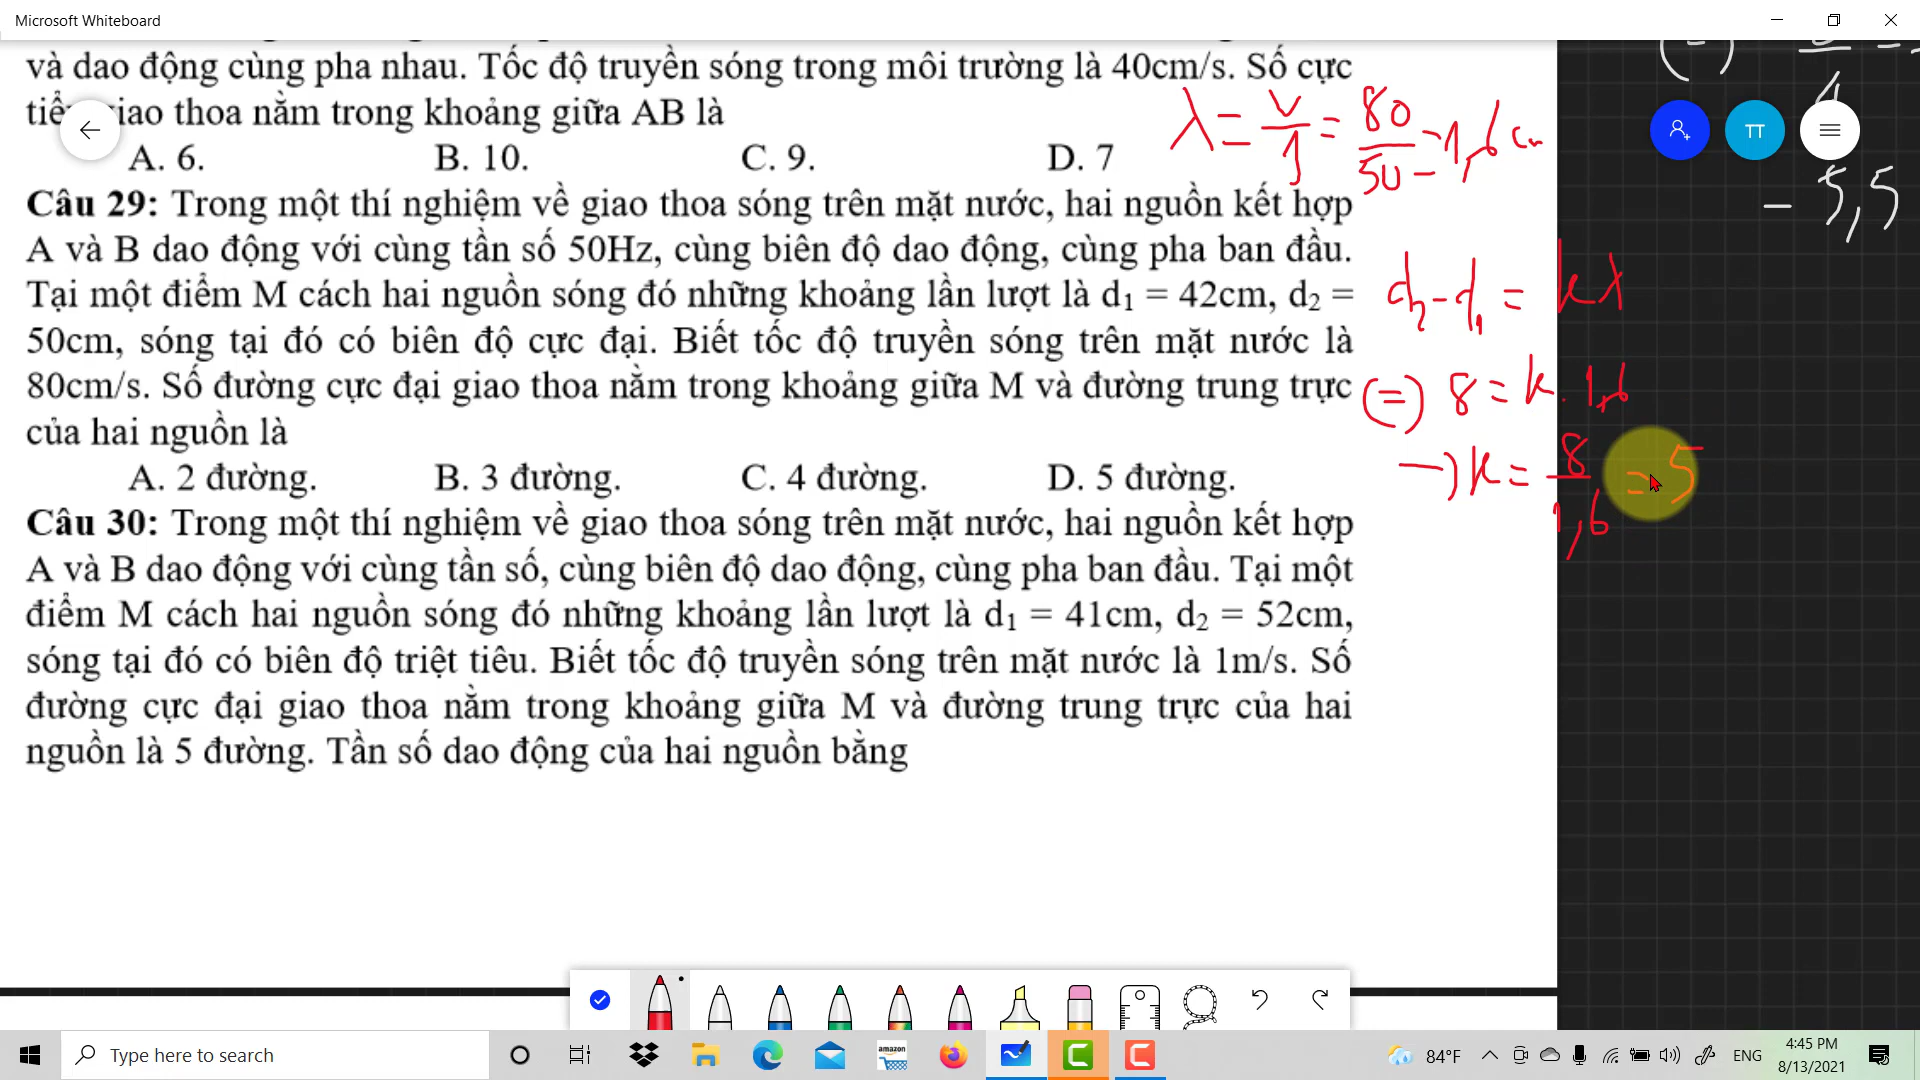 Microsoft Whiteboard
và dao động cùng pha nhau. Tốc độ truyền sóng trong môi trường là 40cm/s. Số cực
giao thoa nằm trong khoảng giữa AB là
A. 6. B. 10. C. 9. D. 7
Câu 29: Trong một thí nghiệm về giao thoa sóng trên mặt nước, hai nguồn kết hợp
A và B dao động với cùng tần số 50Hz, cùng biên độ dao động, cùng pha ban đầu.
Tại một điểm M cách hai nguồn sóng đó những khoảng lần lượt là d₁ = 42cm, d₂ =
50cm, sóng tại đó có biên độ cực đại. Biết tốc độ truyền sóng trên mặt nước là
80cm/s. Số đường cực đại giao thoa nằm trong khoảng giữa M và đường trung trực
của hai nguồn là
A. 2 đường. B. 3 đường. C. 4 đường. D. 5 đường.
Câu 30: Trong một thí nghiệm về giao thoa sóng trên mặt nước, hai nguồn kết hợp
A và B dao động với cùng tần số, cùng biên độ dao động, cùng pha ban đầu. Tại một
điểm M cách hai nguồn sóng đó những khoảng lần lượt là d₁ = 41cm, d₂ = 52cm,
sóng tại đó có biên độ triệt tiêu. Biết tốc độ truyền sóng trên mặt nước là 1m/s. Số
đường cực đại giao thoa nằm trong khoảng giữa M và đường trung trực của hai
nguồn là 5 đường. Tần số dao động của hai nguồn bằng
λ = v/f = 80/50 = 1,6 cm
d₂ - d₁ = kλ
(=) 8 = k. 1,6
→ k = 8/1,6 = 5
- 5,5
TT
Type here to search
amazon
84°F
ENG
4:45 PM
8/13/2021